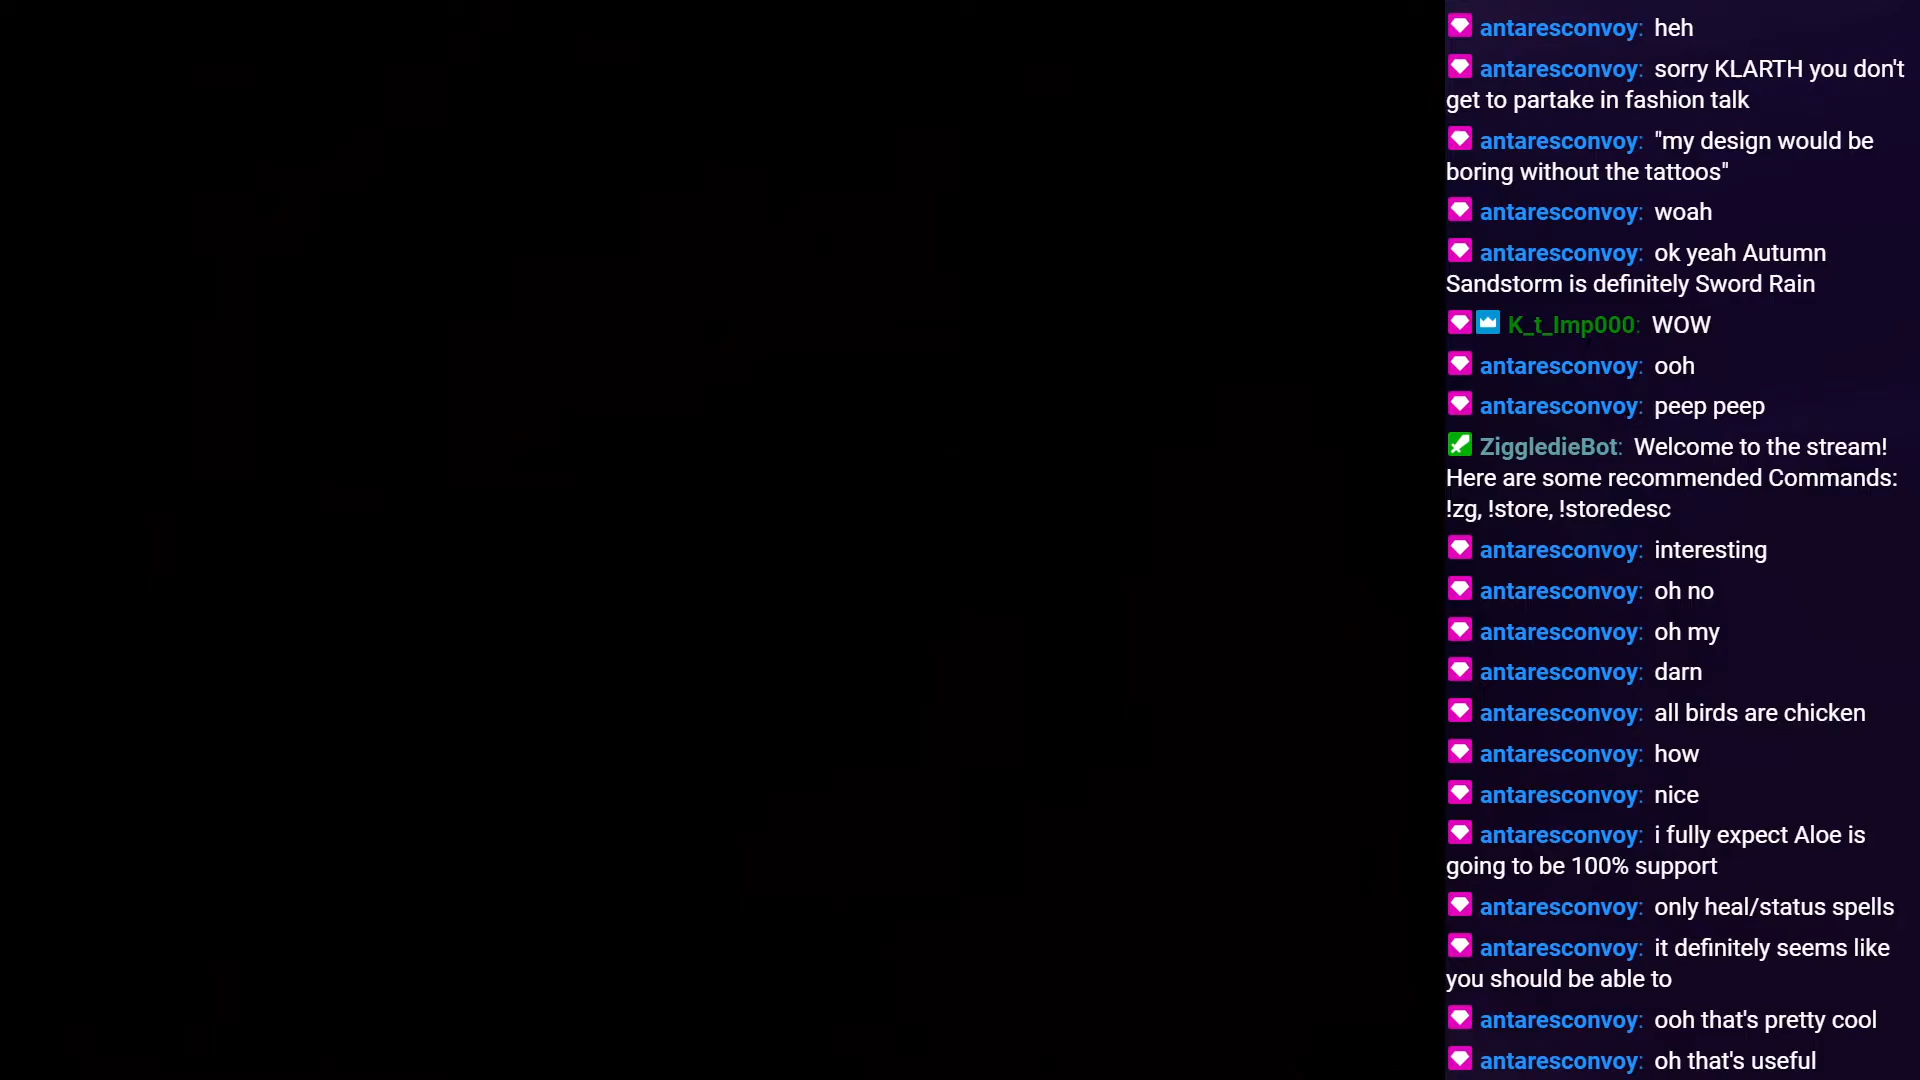 antaresconvoy: heh
antaresconvoy: sorry KLARTH you don't
get to partake in fashion talk
antaresconvoy: "my design would be
boring without the tattoos"
antaresconvoy: woah
antaresconvoy: ok yeah Autumn
Sandstorm is definitely Sword Rain
K_t_Imp000: WOW
antaresconvoy: ooh
antaresconvoy: peep peep
ZiggledieBot: Welcome to the stream!
Here are some recommended Commands:
!zg, !store, !storedesc
antaresconvoy: interesting
antaresconvoy: oh no
antaresconvoy: oh my
antaresconvoy: darn
antaresconvoy: all birds are chicken
antaresconvoy: how
antaresconvoy: nice
antaresconvoy: i fully expect Aloe is
going to be 100% support
antaresconvoy: only heal/status spells
antaresconvoy: it definitely seems like
you should be able to
antaresconvoy: ooh that's pretty cool
antaresconvoy: oh that's useful